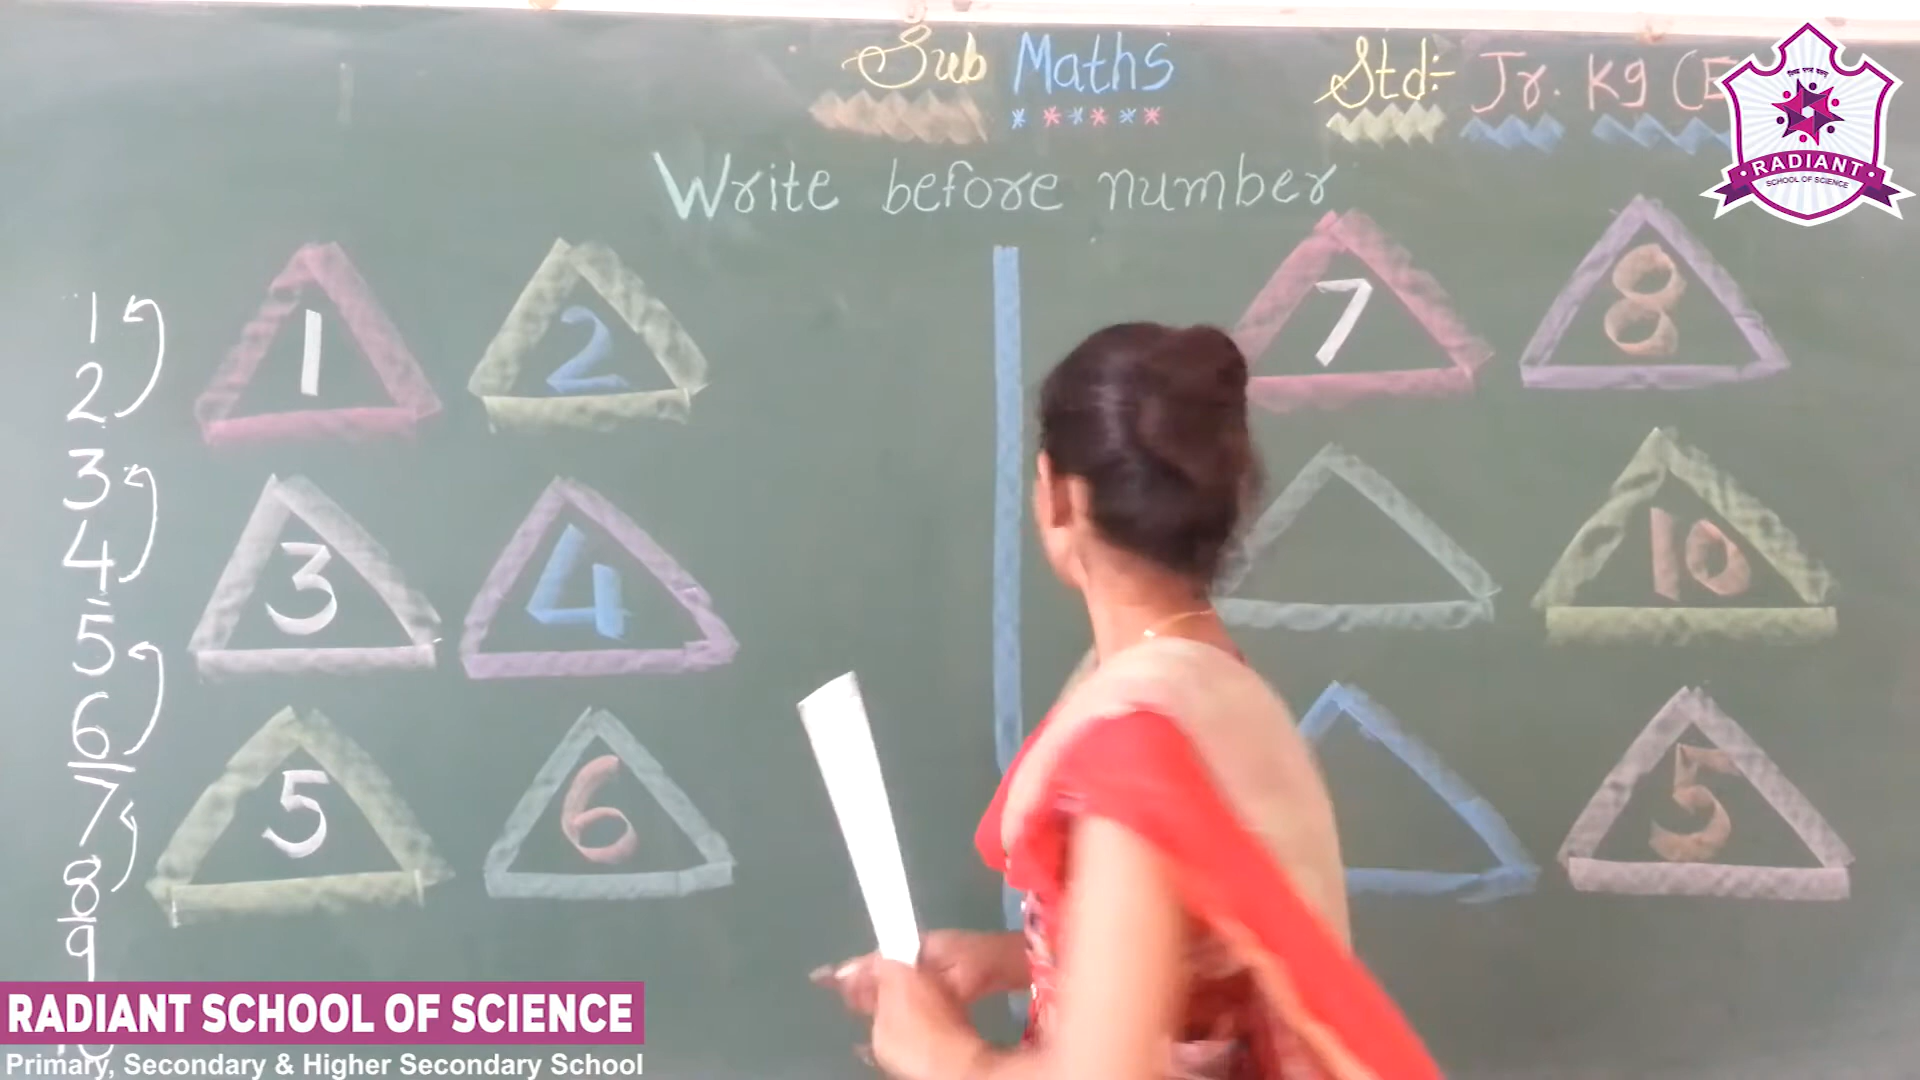 Sub Maths Std:- Jr. Kg (E
Write before number
1
2
3
4
5
6
7
8
9
1 2
3 4
5 6
7 8
10
5
RADIANT
SCHOOL OF SCIENCE
RADIANT SCHOOL OF SCIENCE
Primary, Secondary & Higher Secondary School